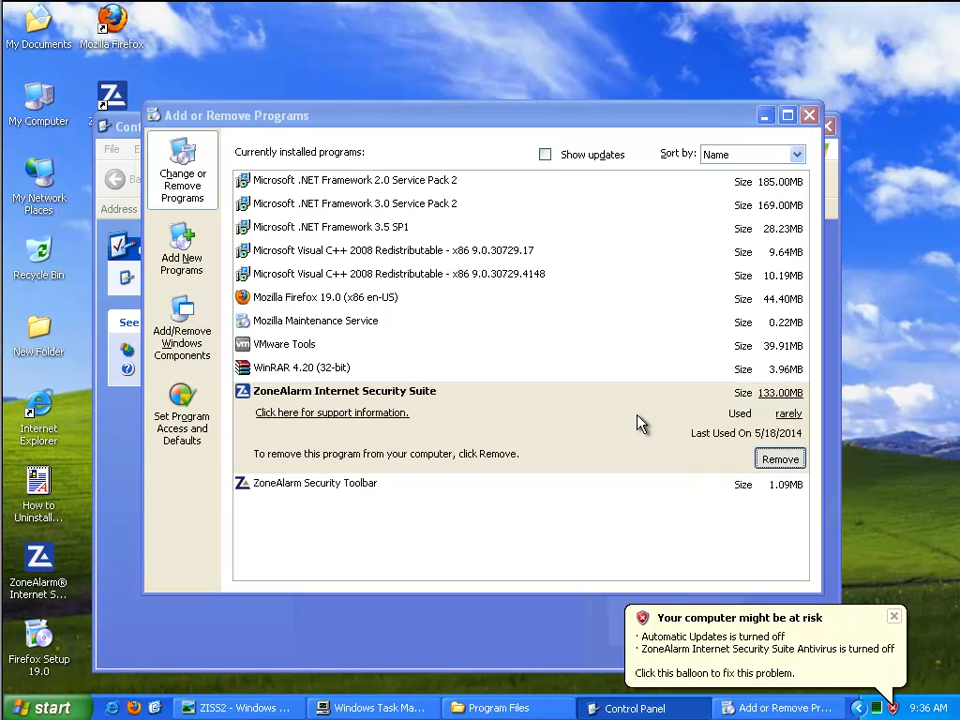 My Documents
Mozilla Firefox
My Computer
My Network
Places
Recycle Bin
New Folder
Internet
Explorer
How to
Uninstall...
ZoneAlarm®
Internet S...
Firefox Setup
19.0
Cont
File
E
Ba
Address
See
Add or Remove Programs
Change or
Remove
Programs
Add New
Programs
Add/Remove
Windows
Components
Set Program
Access and
Defaults
Currently installed programs:
Show updates
Sort by:
Name
Microsoft .NET Framework 2.0 Service Pack 2 Size 185.00MB
Microsoft .NET Framework 3.0 Service Pack 2 Size 169.00MB
Microsoft .NET Framework 3.5 SP1 Size 28.23MB
Microsoft Visual C++ 2008 Redistributable - x86 9.0.30729.17 Size 9.64MB
Microsoft Visual C++ 2008 Redistributable - x86 9.0.30729.4148 Size 10.19MB
Mozilla Firefox 19.0 (x86 en-US) Size 44.40MB
Mozilla Maintenance Service Size 0.22MB
vm VMware Tools Size 39.91MB
WinRAR 4.20 (32-bit) Size 3.96MB
ZoneAlarm Internet Security Suite Size 133.00MB
Click here for support information. Used rarely
Last Used On 5/18/2014
To remove this program from your computer, click Remove. Remove
ZoneAlarm Security Toolbar Size 1.09MB
Your computer might be at risk
· Automatic Updates is turned off
· ZoneAlarm Internet Security Suite Antivirus is turned off
Click this balloon to fix this problem.
start
ZISS2 - Windows ...
Windows Task Ma...
Program Files
Control Panel
Add or Remove Pr...
9:36 AM